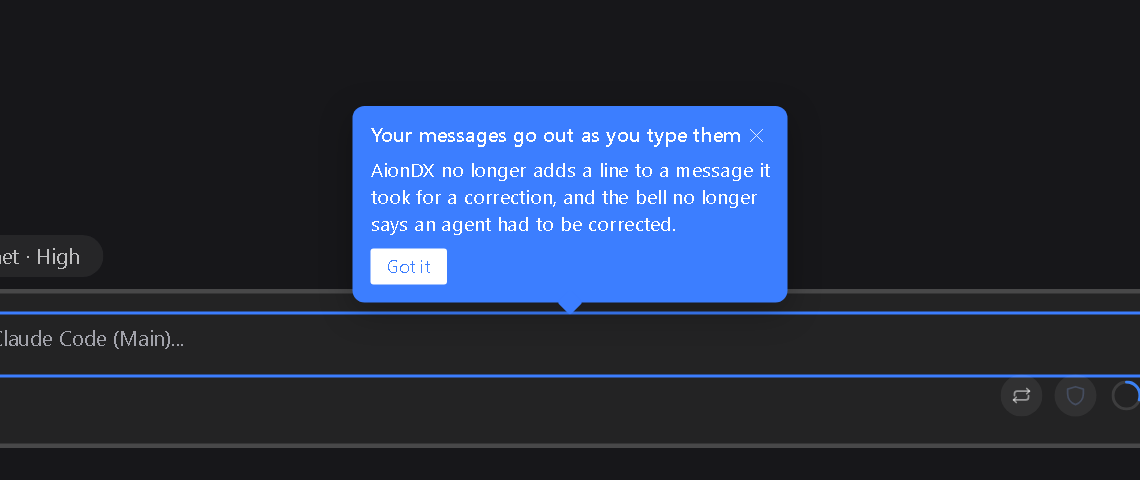 Your messages go out as you type them
AionDX no longer adds a line to a message it
took for a correction, and the bell no longer
says an agent had to be corrected.
Got it
· High
Claude Code (Main)...